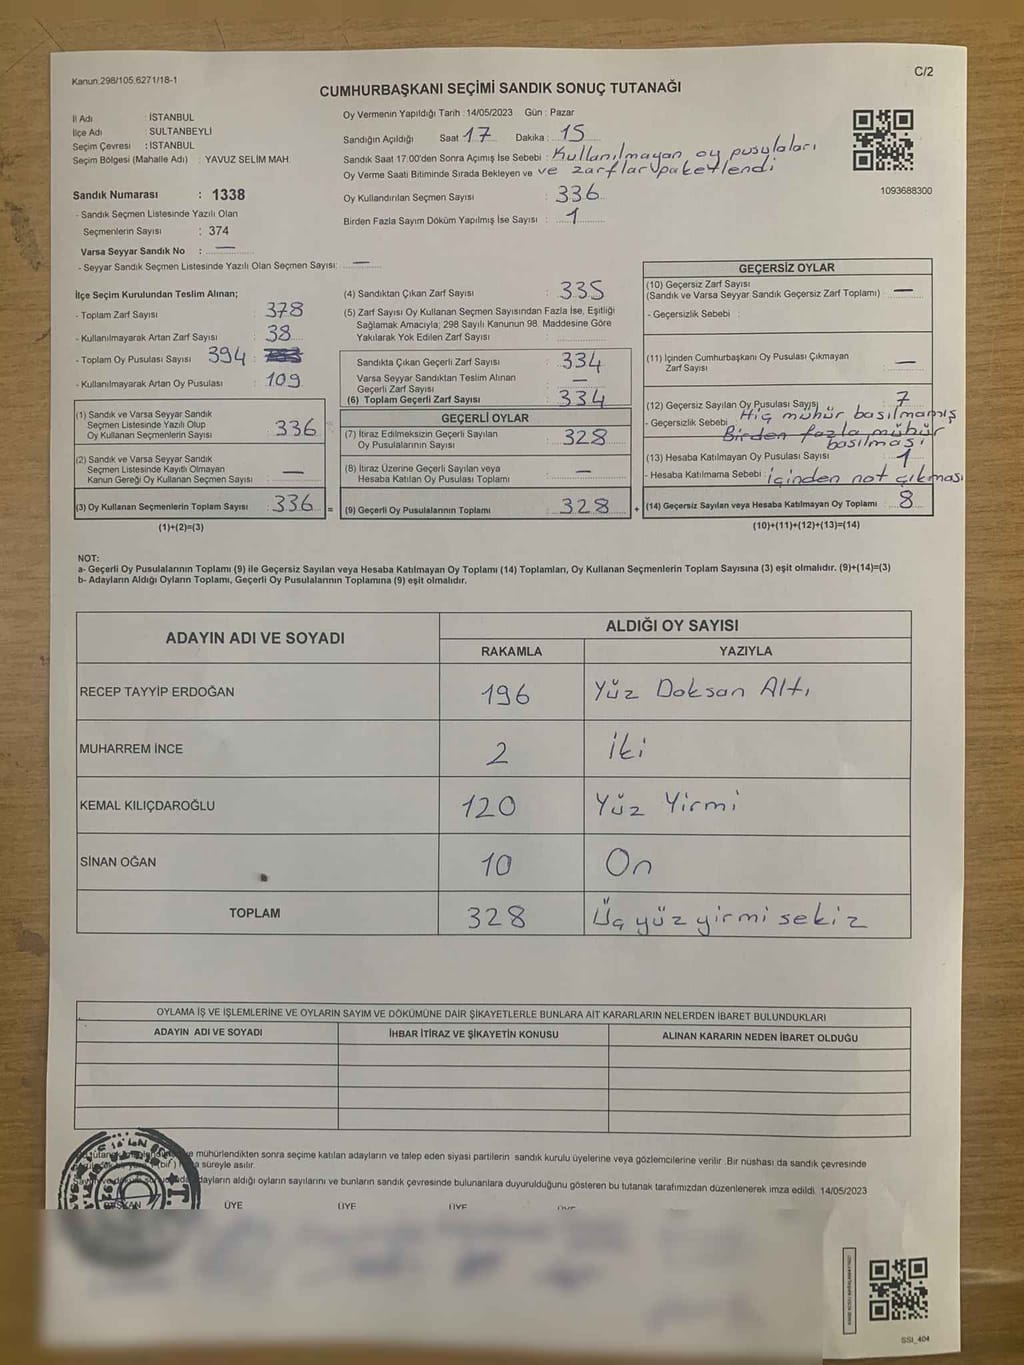 Kanun:298/105,6271/18-1
C/2
CUMHURBAŞKANI SEÇİMİ SANDIK SONUÇ TUTANAĞI
İl Adı : İSTANBUL
İlçe Adı : SULTANBEYLİ
Seçim Çevresi : İSTANBUL
Seçim Bölgesi (Mahalle Adı) : YAVUZ SELİM MAH.
Sandık Numarası : 1338
- Sandık Seçmen Listesinde Yazılı Olan
Seçmenlerin Sayısı : 374
Varsa Seyyar Sandık No : —
- Seyyar Sandık Seçmen Listesinde Yazılı Olan Seçmen Sayısı: —
Oy Vermenin Yapıldığı Tarih : 14/05/2023 Gün : Pazar
Sandığın Açıldığı Saat 17 Dakika : 15
Sandık Saat 17.00'den Sonra Açımış İse Sebebi : Kullanılmayan oy pusulaları
Oy Verme Saati Bitiminde Sırada Bekleyen ve ve zarflar paketlendi
Oy Kullandırılan Seçmen Sayısı : 336
Birden Fazla Sayım Döküm Yapılmış İse Sayısı : 1
1093688300
İlçe Seçim Kurulundan Teslim Alınan;
- Toplam Zarf Sayısı : 378
- Kullanılmayarak Artan Zarf Sayısı : 38
- Toplam Oy Pusulası Sayısı 394 :
- Kullanılmayarak Artan Oy Pusulası : 109
(1) Sandık ve Varsa Seyyar Sandık
Seçmen Listesinde Yazılı Olup
Oy Kullanan Seçmenlerin Sayısı : 336
(2) Sandık ve Varsa Seyyar Sandık
Seçmen Listesinde Kayıtlı Olmayan
Kanun Gereği Oy Kullanan Seçmen Sayısı : —
(3) Oy Kullanan Seçmenlerin Toplam Sayısı : 336 =
(1)+(2)=(3)
(4) Sandıktan Çıkan Zarf Sayısı : 335
(5) Zarf Sayısı Oy Kullanan Seçmen Sayısından Fazla İse, Eşitliği
Sağlamak Amacıyla; 298 Sayılı Kanunun 98. Maddesine Göre
Yakılarak Yok Edilen Zarf Sayısı :
Sandıkta Çıkan Geçerli Zarf Sayısı : 334
Varsa Seyyar Sandıktan Teslim Alınan
Geçerli Zarf Sayısı : —
(6) Toplam Geçerli Zarf Sayısı : 334
GEÇERLİ OYLAR
(7) İtiraz Edilmeksizin Geçerli Sayılan
Oy Pusulalarının Sayısı : 328
(8) İtiraz Üzerine Geçerli Sayılan veya
Hesaba Katılan Oy Pusulası Toplamı : —
(9) Gerçerli Oy Pusulalarının Toplamı : 328 +
GEÇERSİZ OYLAR
(10) Geçersiz Zarf Sayısı
(Sandık ve Varsa Seyyar Sandık Geçersiz Zarf Toplamı) : —
- Geçersizlik Sebebi :
(11) İçinden Cumhurbaşkanı Oy Pusulası Çıkmayan
Zarf Sayısı : —
(12) Geçersiz Sayılan Oy Pusulası Sayısı : 7
- Geçersizlik Sebebi Hiç mühür basılmamış
Birden fazla mühür
basılması
(13) Hesaba Katılmayan Oy Pusulası Sayısı : 1
- Hesaba Katılmama Sebebi : içinden not çıkması
(14) Geçersiz Sayılan veya Hesaba Katılmayan Oy Toplamı : 8
(10)+(11)+(12)+(13)=(14)
NOT:
a- Geçerli Oy Pusulalarının Toplamı (9) ile Geçersiz Sayılan veya Hesaba Katılmayan Oy Toplamı (14) Toplamları, Oy Kullanan Seçmenlerin Toplam Sayısına (3) eşit olmalıdır. (9)+(14)=(3)
b- Adayların Aldığı Oyların Toplamı, Geçerli Oy Pusulalarının Toplamına (9) eşit olmalıdır.
ADAYIN ADI VE SOYADI
ALDIĞI OY SAYISI
RAKAMLA YAZIYLA
RECEP TAYYİP ERDOĞAN 196 Yüz Doksan Altı
MUHARREM İNCE 2 İki
KEMAL KILIÇDAROĞLU 120 Yüz Yirmi
SİNAN OĞAN 10 On
TOPLAM 328 Üç yüz yirmi sekiz
OYLAMA İŞ VE İŞLEMLERİNE VE OYLARIN SAYIM VE DÖKÜMÜNE DAİR ŞİKAYETLERLE BUNLARA AİT KARARLARIN NELERDEN İBARET BULUNDUKLARI
ADAYIN ADI VE SOYADI İHBAR İTİRAZ VE ŞİKAYETİN KONUSU ALINAN KARARIN NEDEN İBARET OLDUĞU
mühürlendikten sonra seçime katılan adayların ve talep eden siyasi partilerin sandık kurulu üyelerine veya gözlemcilerine verilir. Bir nüshası da sandık çevresinde
süreyle asılır.
adayların aldığı oyların sayılarını ve bunların sandık çevresinde bulunanlara duyurulduğunu gösteren bu tutanak tarafımızdan düzenlenerek imza edildi. 14/05/2023
BAŞKAN ÜYE ÜYE ÜYE ÜYE
SSI_404